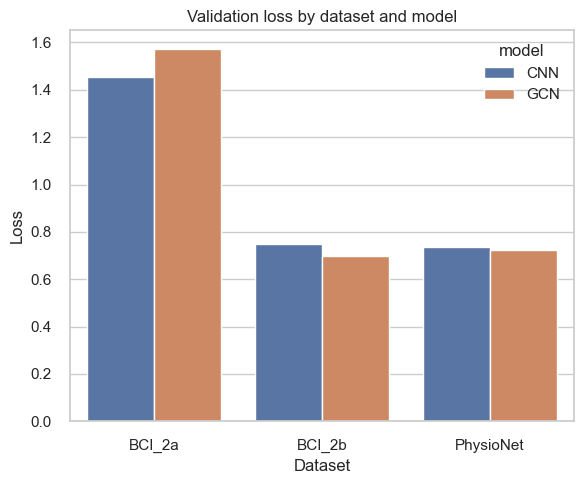 Validation loss by dataset and model
model
CNN
GCN
Loss
1.6
1.4
1.2
1.0
0.8
0.6
0.4
0.2
0.0
BCI_2a
BCI_2b
PhysioNet
Dataset